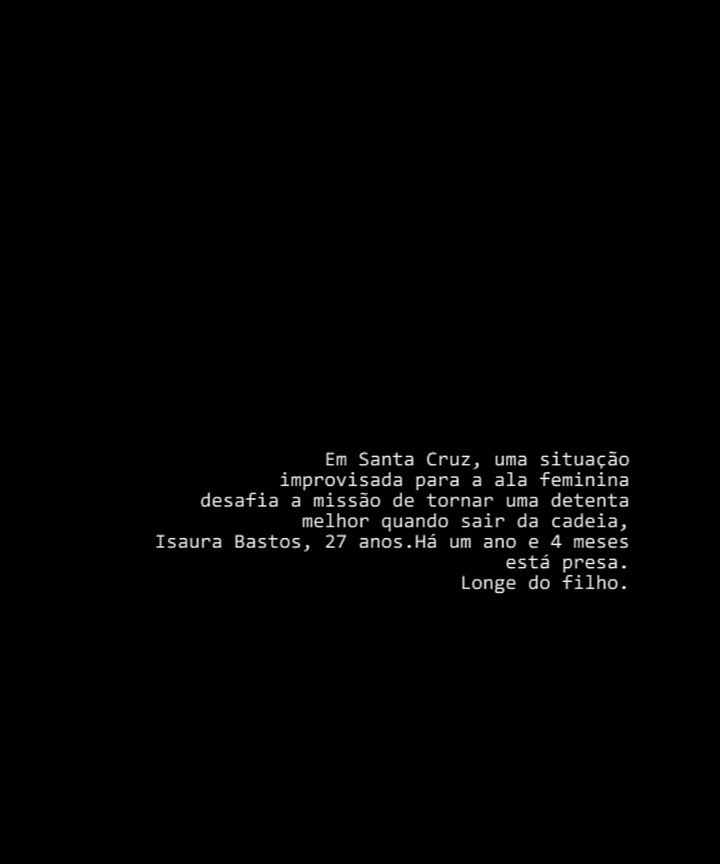 Em Santa Cruz, uma situação
improvisada para a ala feminina
desafia a missão de tornar uma detenta
melhor quando sair da cadeia,
Isaura Bastos, 27 anos.Há um ano e 4 meses
está presa.
Longe do filho.